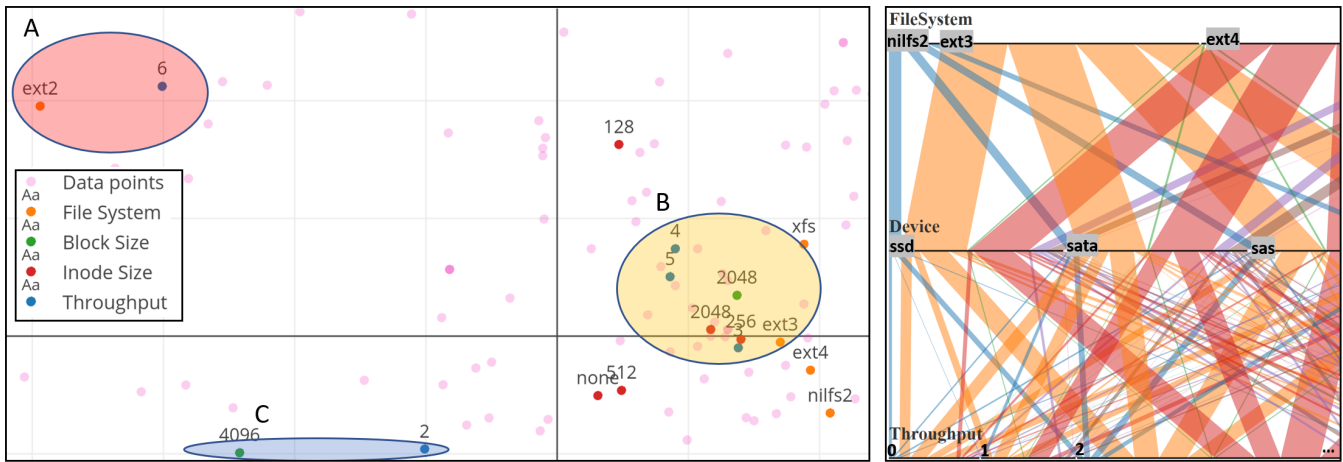 A
6
ext2
128
Data points
Aa
File System
Aa
Block Size
Aa
Inode Size
Aa
Throughput
B
xfs
4
5
2048
2048
256
3
ext3
ext4
none
512
nilfs2
C
4096
2
FileSystem
nilfs2
ext3
ext4
Device
ssd
sata
sas
Throughput
0
1
2
...